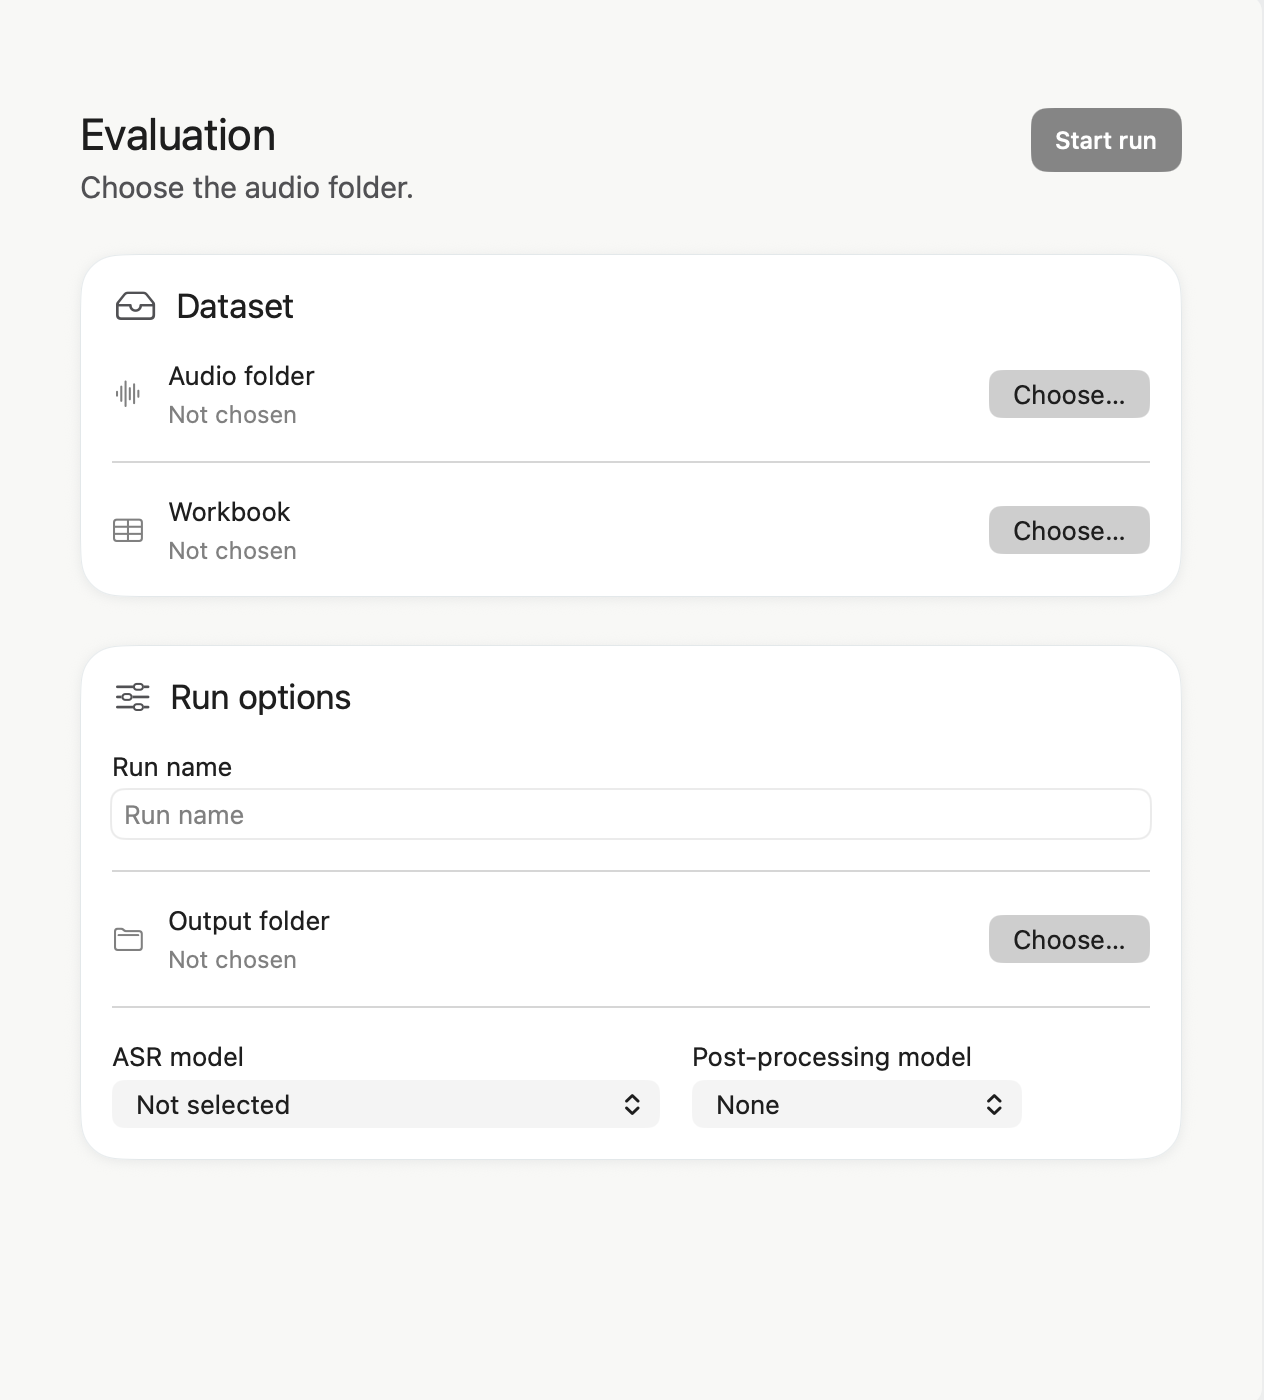 Evaluation
Start run
Choose the audio folder.
Dataset
Audio folder
Not chosen
Choose...
Workbook
Not chosen
Choose...
Run options
Run name
Run name
Output folder
Not chosen
Choose...
ASR model
Post-processing model
Not selected
None